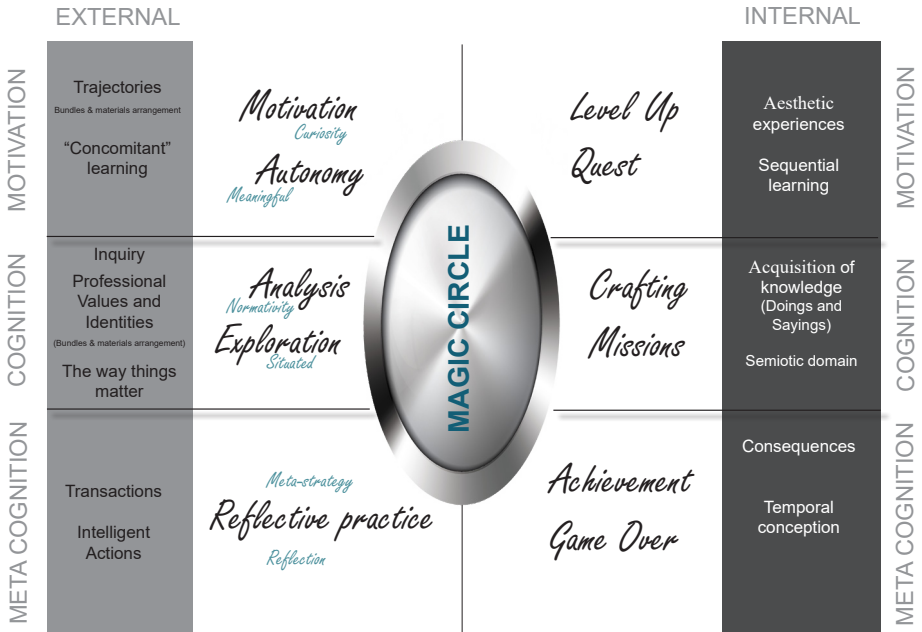 EXTERNAL
INTERNAL
MOTIVATION
Trajectories
Bundles & materials arrangement
“Concomitant”
learning
Motivation
Curiosity
Autonomy
Meaningful
Level Up
Quest
Aesthetic
experiences
Sequential
learning
MOTIVATION
COGNITION
Inquiry
Professional
Values and
Identities
(Bundles & materials arrangement)
The way things
matter
Analysis
Normativity
Exploration
Situated
MAGIC CIRCLE
Crafting
Missions
Acquisition of
knowledge
(Doings and
Sayings)
Semiotic domain
COGNITION
META COGNITION
Transactions
Intelligent
Actions
Meta-strategy
Reflective practice
Reflection
Achievement
Game Over
Consequences
Temporal
conception
META COGNITION